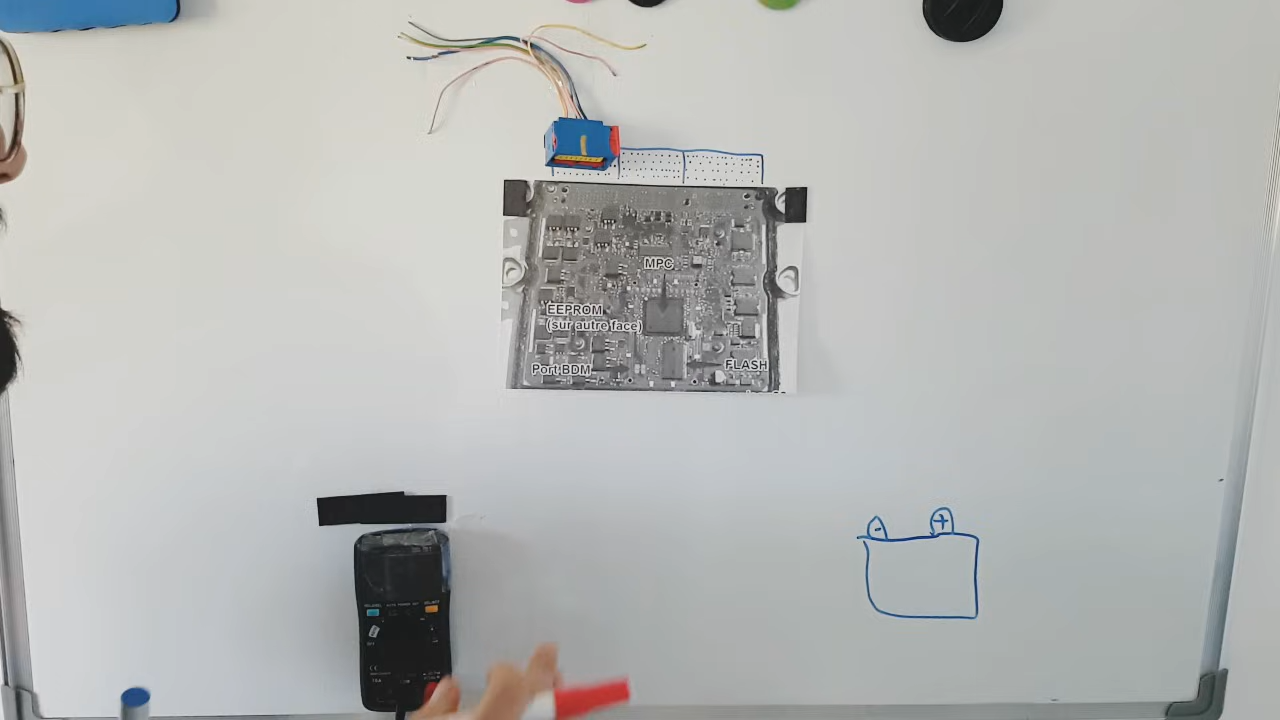 MPC
EEPROM
(sur autre face)
Port BDM
FLASH
- +